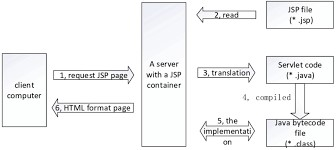 2, read
JSP file
(* .jsp)
A server
with a JSP
container
client
computer
1, request JSP page
3, translation
Servlet code
(* .java)
4, compiled
6, HTML format page
5, the
implementati
on
Java bytecode
file
(* .class)